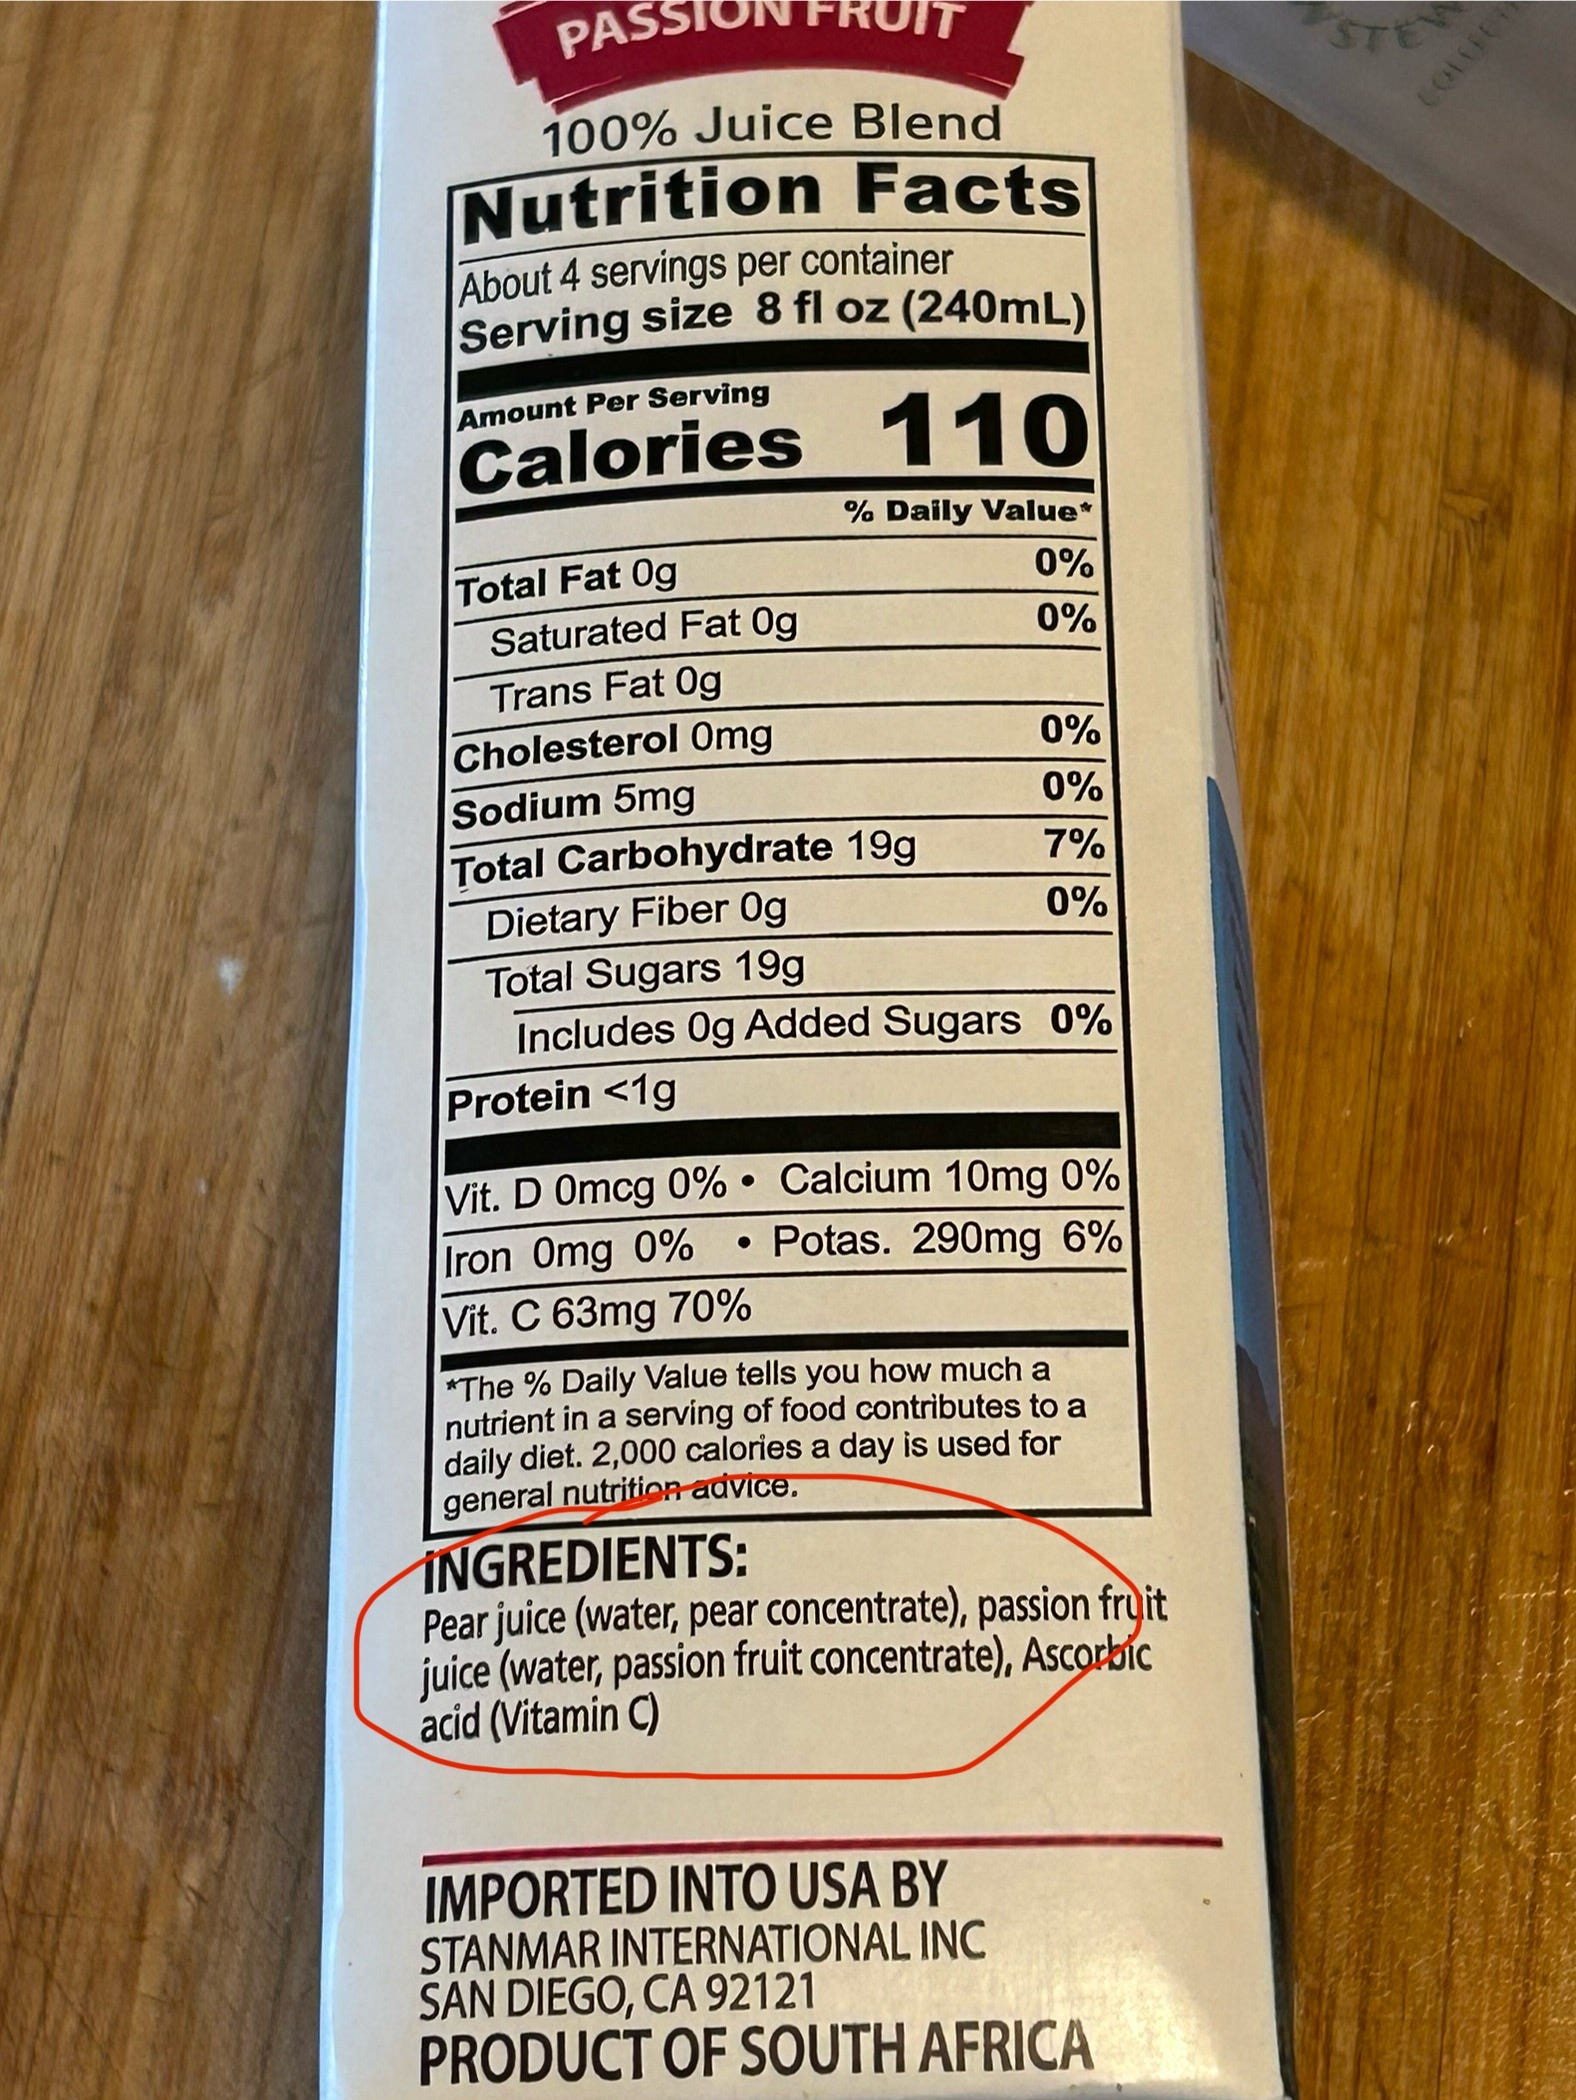 PASSION FRUIT
100% Juice Blend
Nutrition Facts
About 4 servings per container
Serving size 8 fl oz (240mL)
Amount Per Serving
Calories 110
% Daily Value*
Total Fat 0g 0%
Saturated Fat 0g 0%
Trans Fat 0g
Cholesterol 0mg 0%
Sodium 5mg 0%
Total Carbohydrate 19g 7%
Dietary Fiber 0g 0%
Total Sugars 19g
Includes 0g Added Sugars 0%
Protein <1g
Vit. D 0mcg 0% • Calcium 10mg 0%
Iron 0mg 0% • Potas. 290mg 6%
Vit. C 63mg 70%
*The % Daily Value tells you how much a
nutrient in a serving of food contributes to a
daily diet. 2,000 calories a day is used for
general nutrition advice.
INGREDIENTS:
Pear juice (water, pear concentrate), passion fruit
juice (water, passion fruit concentrate), Ascorbic
acid (Vitamin C)
IMPORTED INTO USA BY
STANMAR INTERNATIONAL INC
SAN DIEGO, CA 92121
PRODUCT OF SOUTH AFRICA